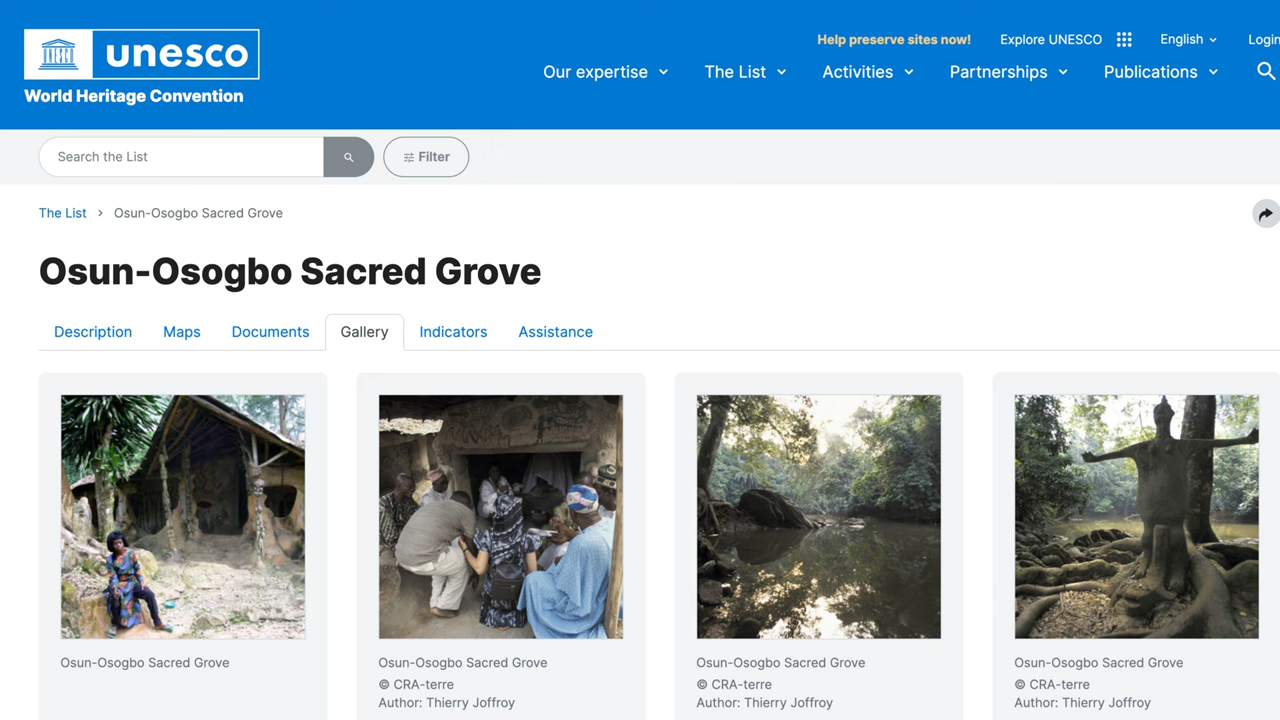 Help preserve sites now! Explore UNESCO English Login
UNESCO unesco
World Heritage Convention
Our expertise The List Activities Partnerships Publications
Search the List Filter
The List > Osun-Osogbo Sacred Grove
Osun-Osogbo Sacred Grove
Description Maps Documents Gallery Indicators Assistance
Osun-Osogbo Sacred Grove
Osun-Osogbo Sacred Grove
© CRA-terre
Author: Thierry Joffroy
Osun-Osogbo Sacred Grove
© CRA-terre
Author: Thierry Joffroy
Osun-Osogbo Sacred Grove
© CRA-terre
Author: Thierry Joffroy